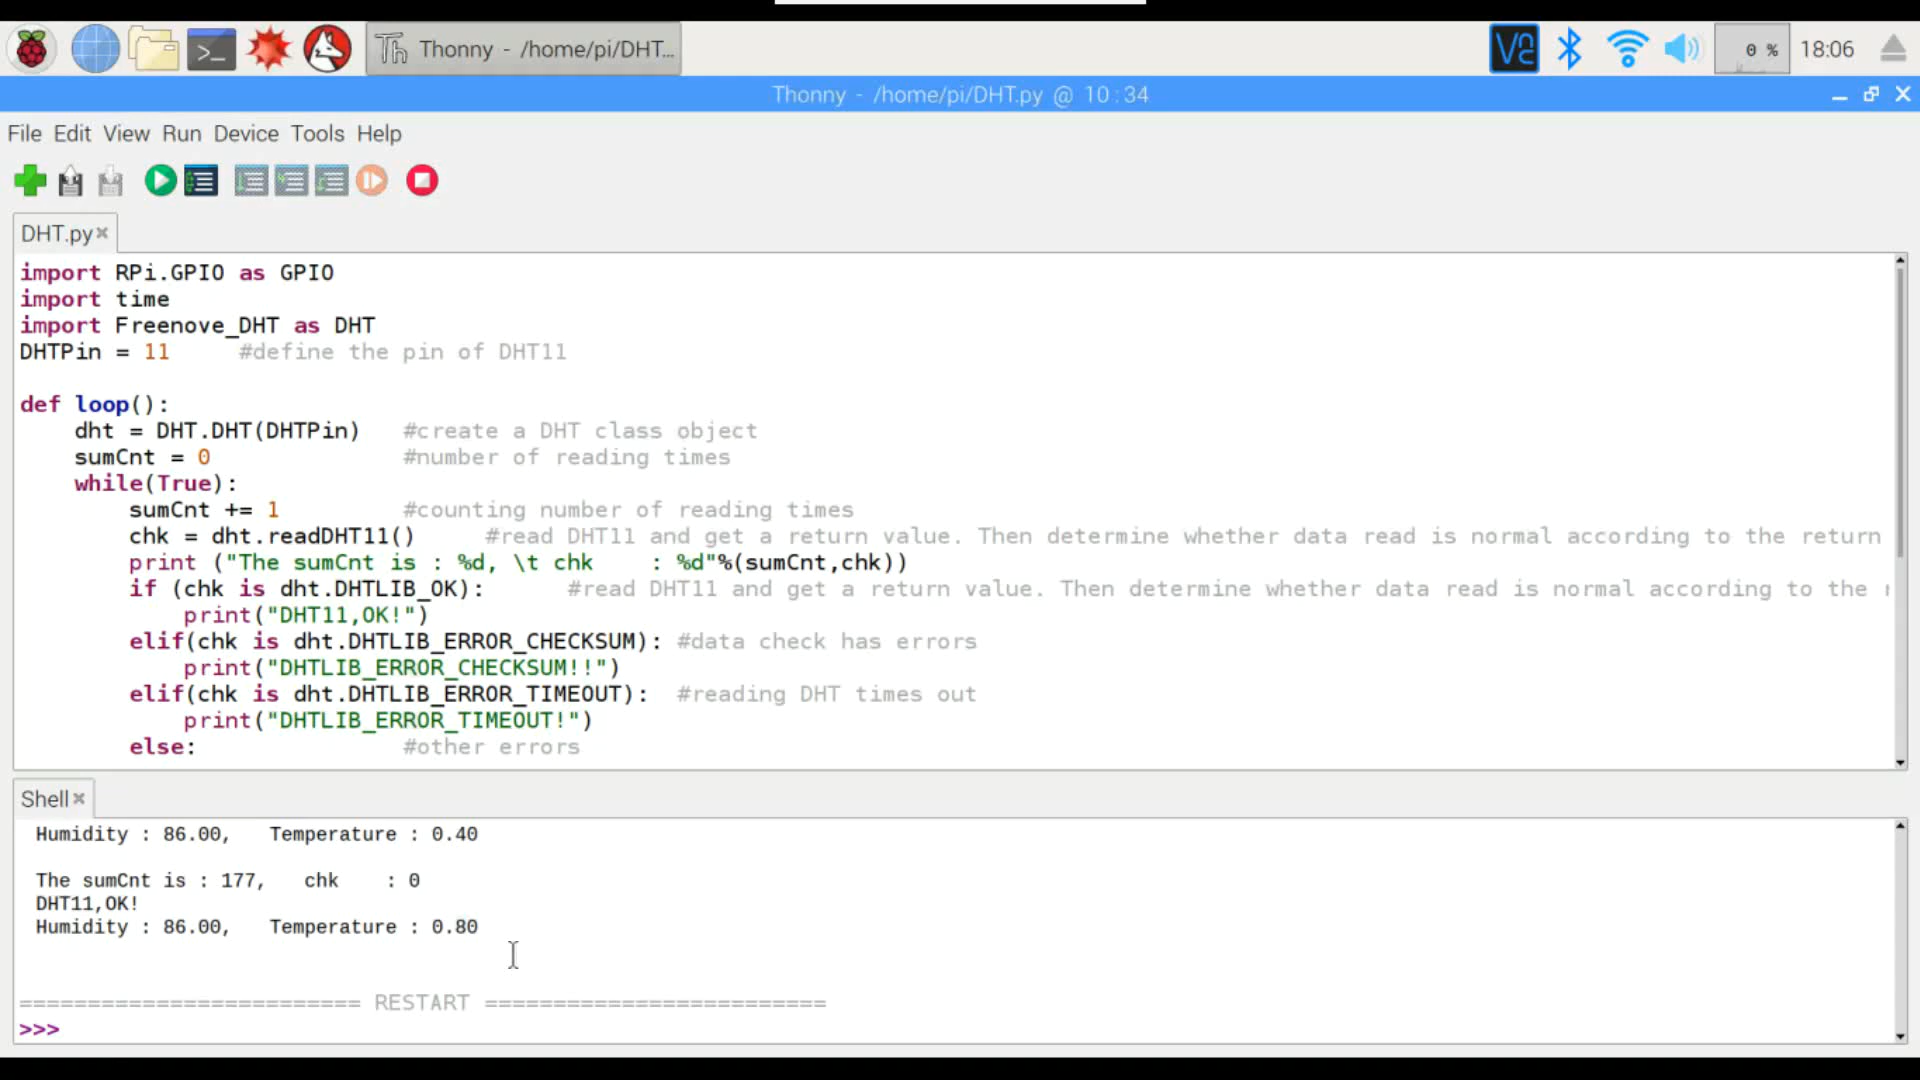 Thonny - /home/pi/DHT...
0 %
18:06
Thonny - /home/pi/DHT.py @ 10:34
File Edit View Run Device Tools Help
DHT.py
import RPi.GPIO as GPIO
import time
import Freenove_DHT as DHT
DHTPin = 11     #define the pin of DHT11
def loop():
    dht = DHT.DHT(DHTPin)   #create a DHT class object
    sumCnt = 0              #number of reading times
    while(True):
        sumCnt += 1         #counting number of reading times
        chk = dht.readDHT11()     #read DHT11 and get a return value. Then determine whether data read is normal according to the return
        print ("The sumCnt is : %d, \t chk    : %d"%(sumCnt,chk))
        if (chk is dht.DHTLIB_OK):      #read DHT11 and get a return value. Then determine whether data read is normal according to the
            print("DHT11,OK!")
        elif(chk is dht.DHTLIB_ERROR_CHECKSUM): #data check has errors
            print("DHTLIB_ERROR_CHECKSUM!!")
        elif(chk is dht.DHTLIB_ERROR_TIMEOUT):  #reading DHT times out
            print("DHTLIB_ERROR_TIMEOUT!")
        else:               #other errors
Shell
Humidity : 86.00,   Temperature : 0.40
The sumCnt is : 177,   chk    : 0
DHT11,OK!
Humidity : 86.00,   Temperature : 0.80
========================= RESTART =========================
>>>